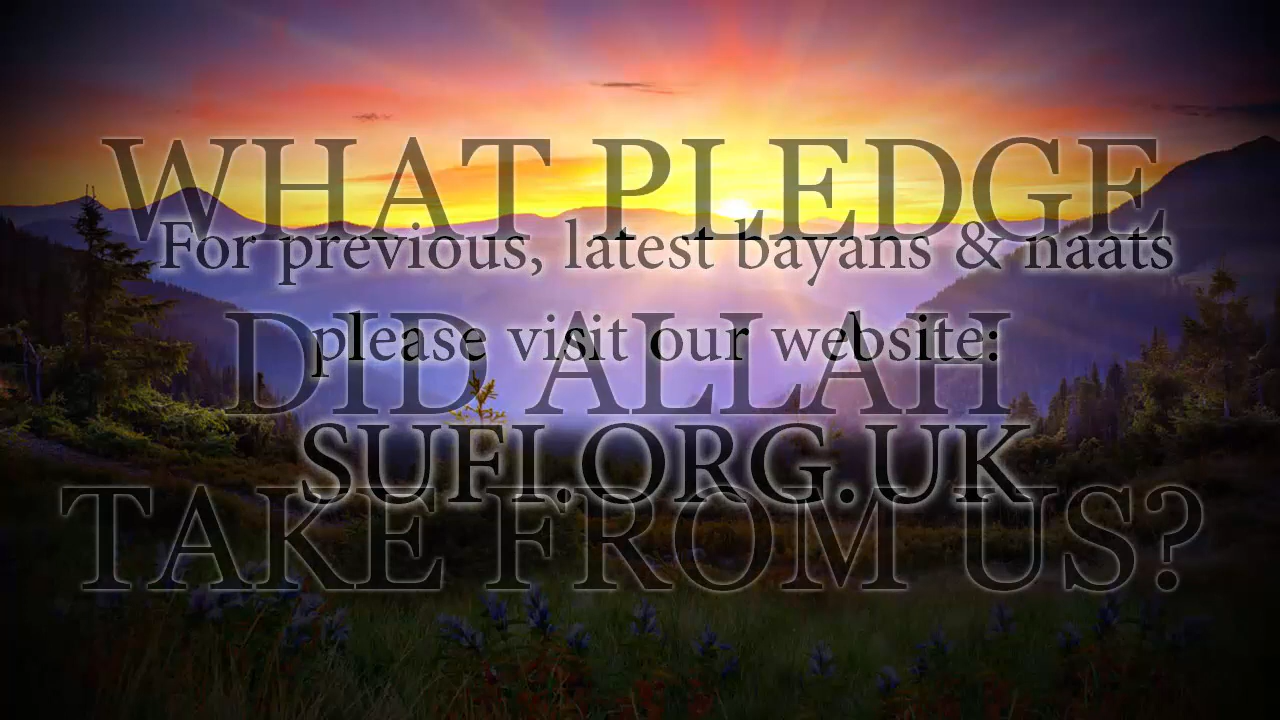 WHAT PLEDGE
For previous, latest bayans & naats
DID ALLAH
please visit our website:
SUFI.ORG.UK
TAKE FROM US?